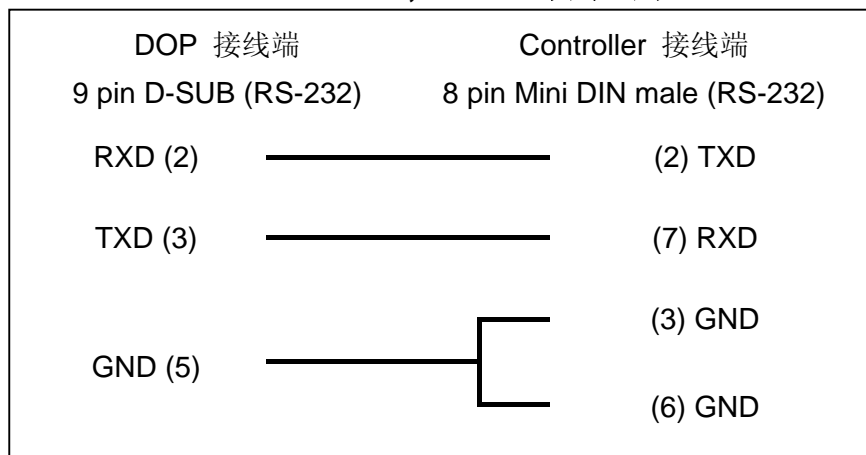 DOP 接线端 Controller 接线端
9 pin D-SUB (RS-232) 8 pin Mini DIN male (RS-232)
RXD (2) (2) TXD
TXD (3) (7) RXD
(3) GND
GND (5)
(6) GND